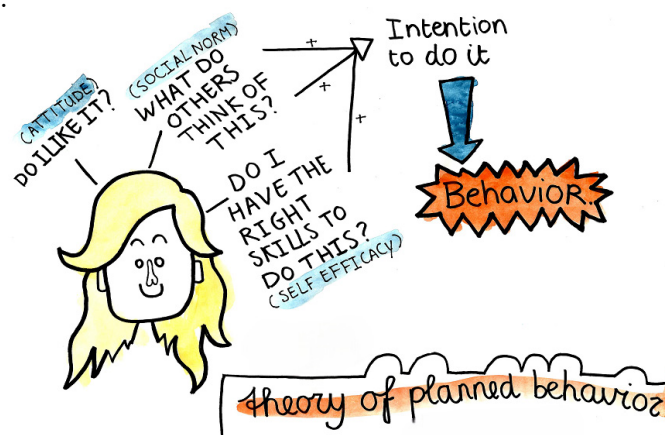 (ATTITUDE)
DO I LIKE IT?
(SOCIAL NORM)
WHAT DO
OTHERS
THINK OF
THIS?
DO I
HAVE THE
RIGHT
SKILLS TO
DO THIS?
(SELF EFFICACY)
+
+
+
Intention
to do it
Behavior..
theory of planned behavior